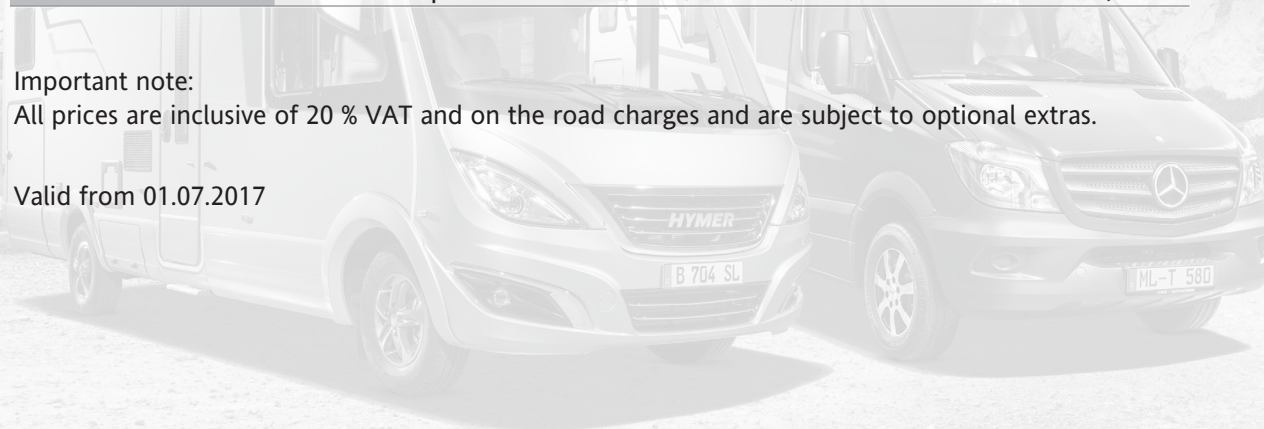 Important note:
All prices are inclusive of 20 % VAT and on the road charges and are subject to optional extras.
Valid from 01.07.2017
HYMER
B 704 SL
ML-T 580